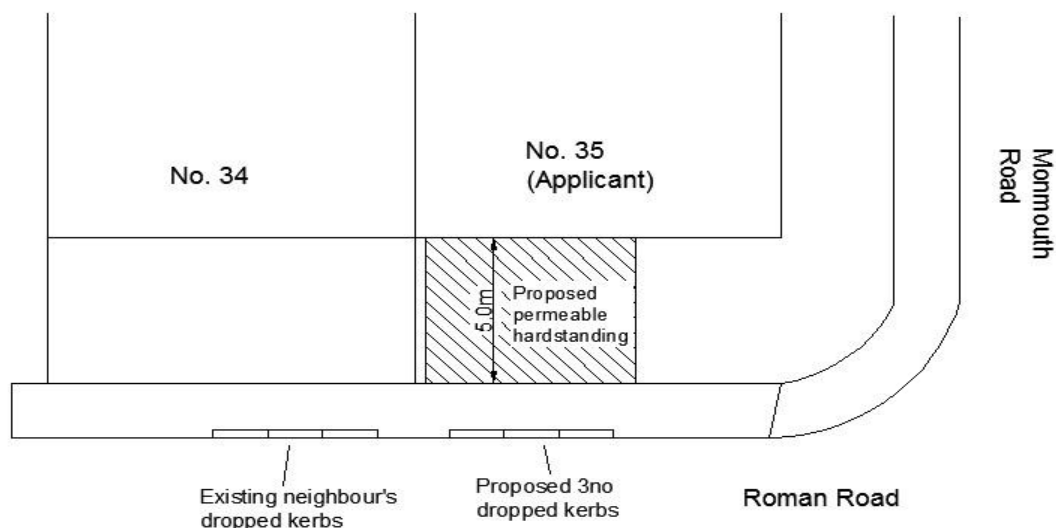 No. 34
No. 35
(Applicant)
Monmouth
Road
5.0m
Proposed
permeable
hardstanding
Existing neighbour's
dropped kerbs
Proposed 3no
dropped kerbs
Roman Road